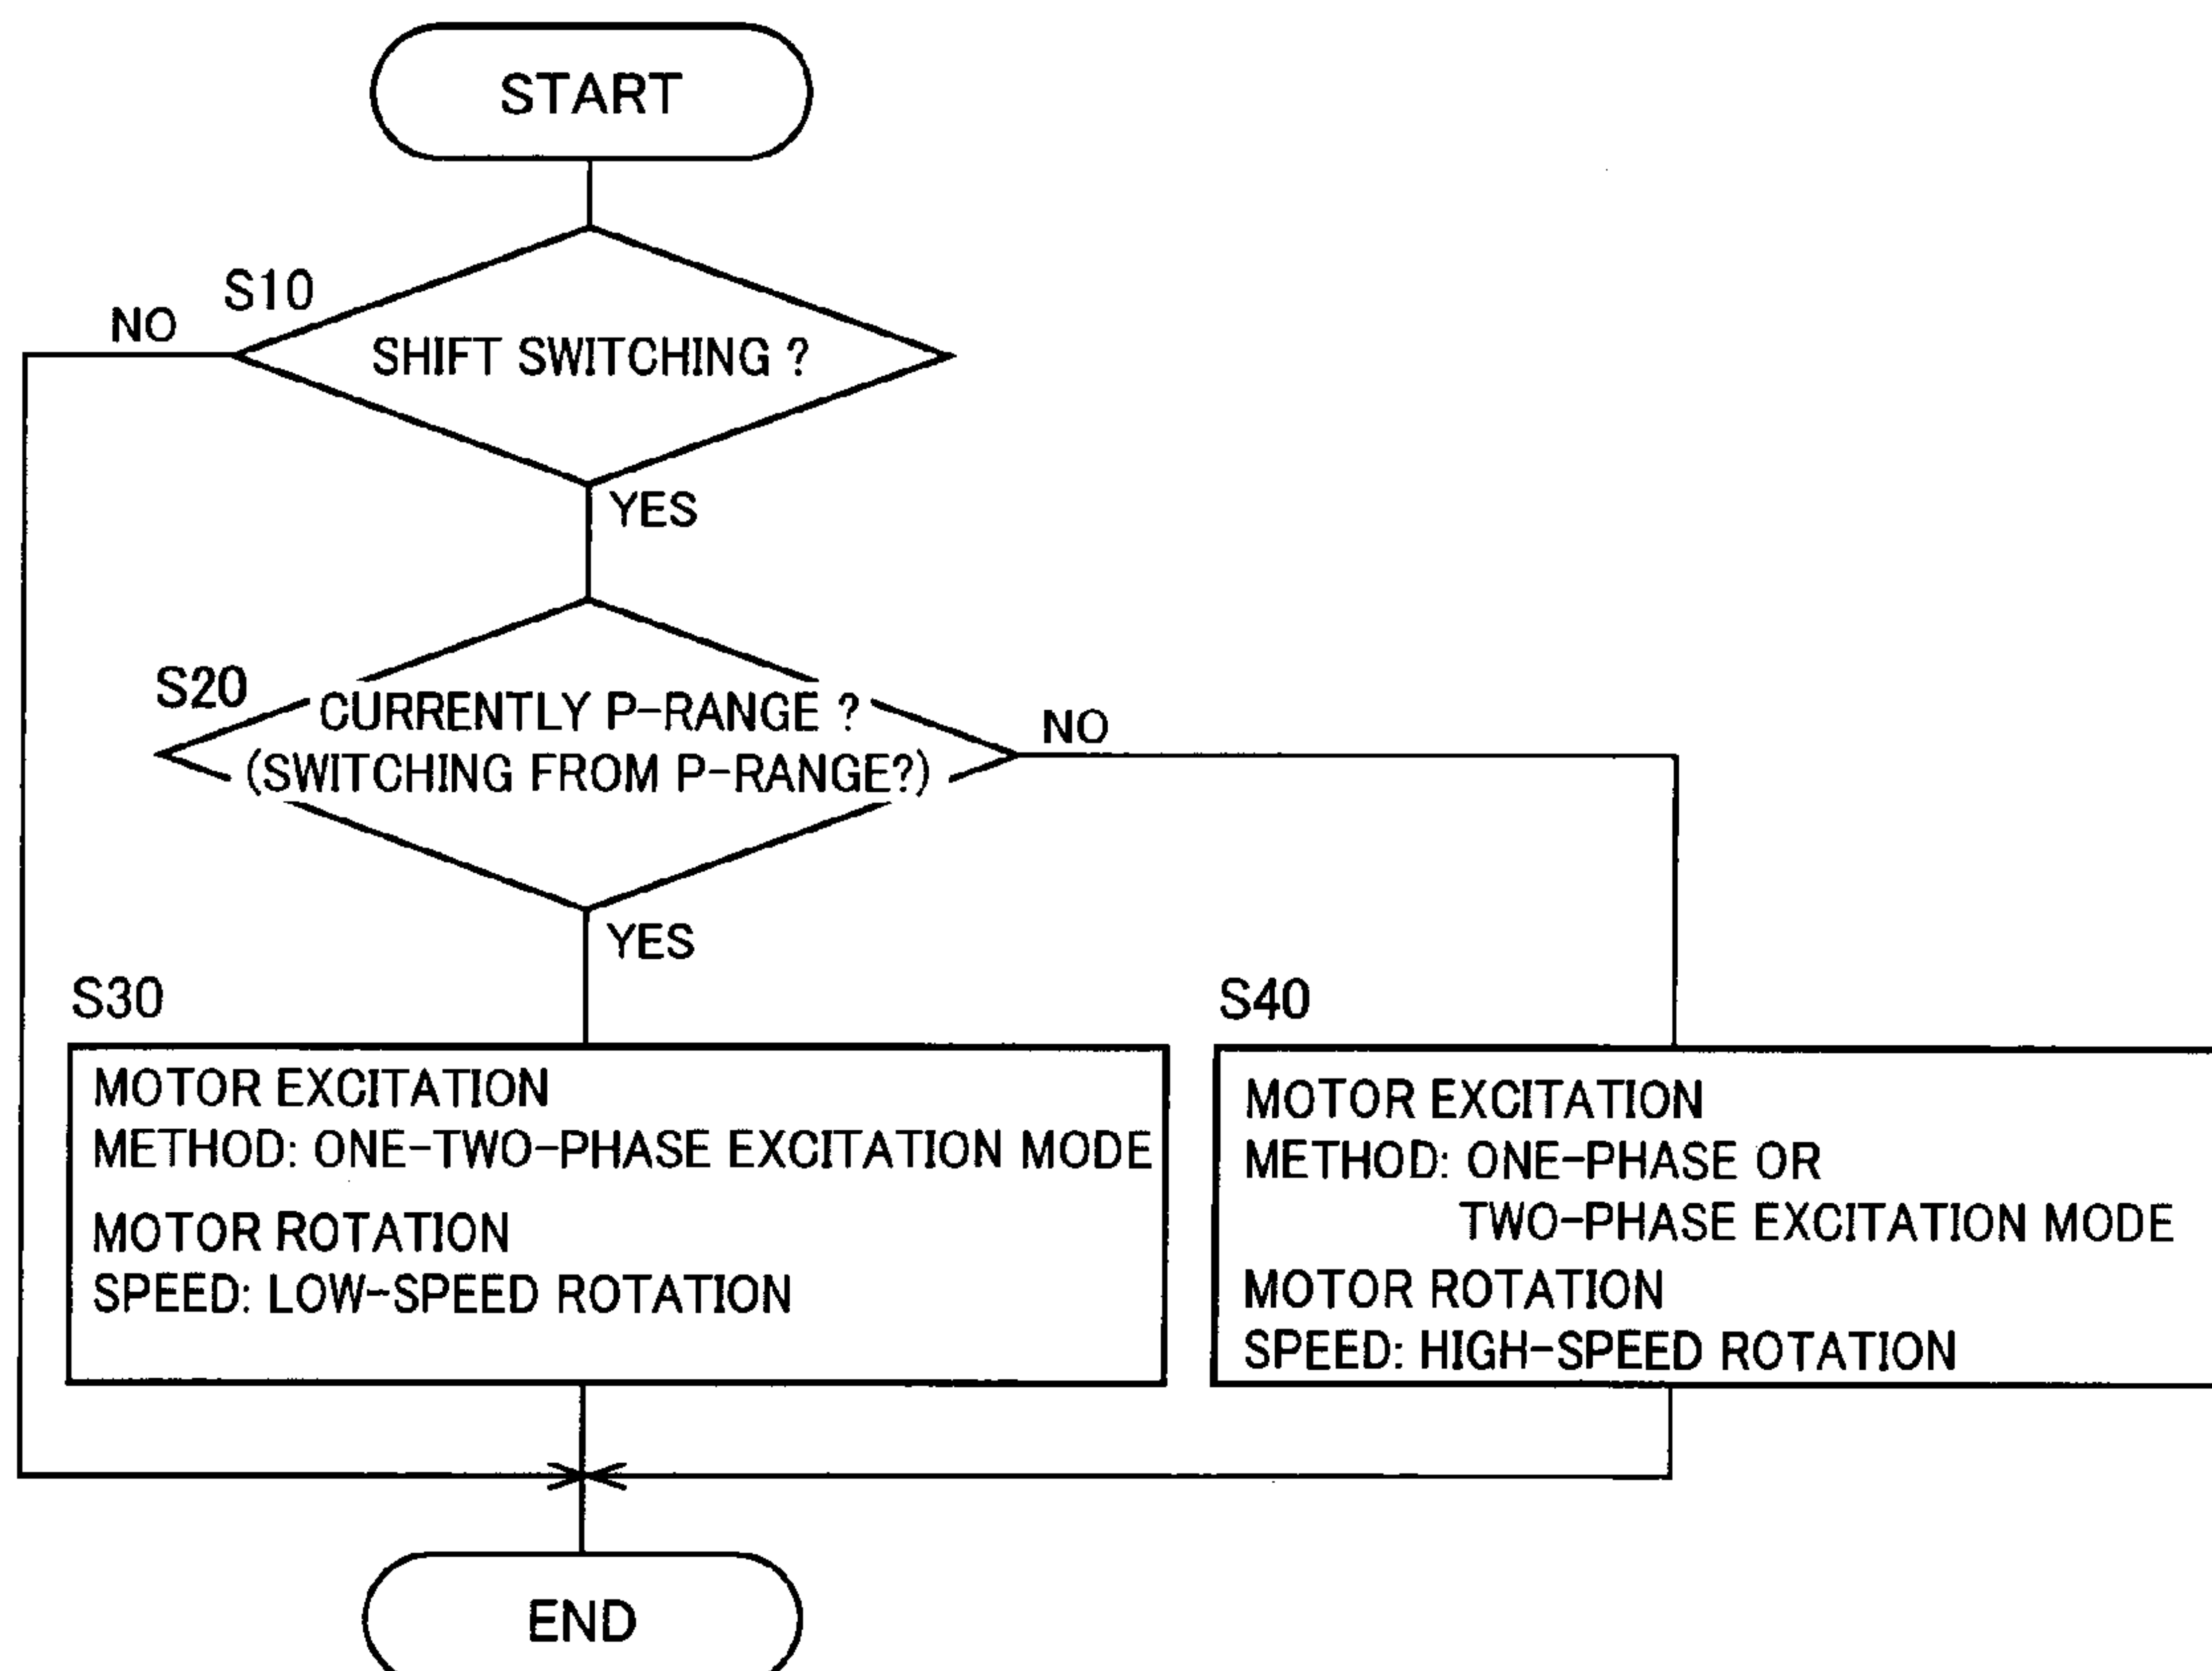 START
S10
NO
SHIFT SWITCHING ?
YES
S20
CURRENTLY P-RANGE ?
(SWITCHING FROM P-RANGE?)
NO
YES
S30
MOTOR EXCITATION
METHOD: ONE-TWO-PHASE EXCITATION MODE
MOTOR ROTATION
SPEED: LOW-SPEED ROTATION
S40
MOTOR EXCITATION
METHOD: ONE-PHASE OR
TWO-PHASE EXCITATION MODE
MOTOR ROTATION
SPEED: HIGH-SPEED ROTATION
END